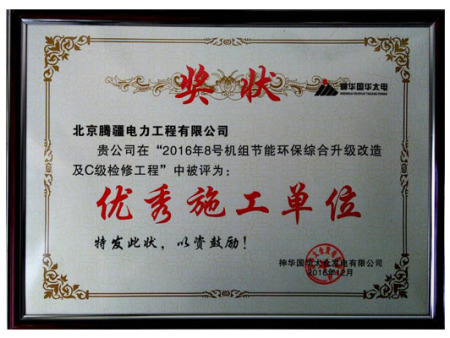 奖状
神华国华太电
北京腾疆电力工程有限公司
贵公司在“2016年8号机组节能环保综合升级改造
及C级检修工程”中被评为：
优秀施工单位
特发此状，以资鼓励！
神华国华太仓发电有限公司
2016年12月